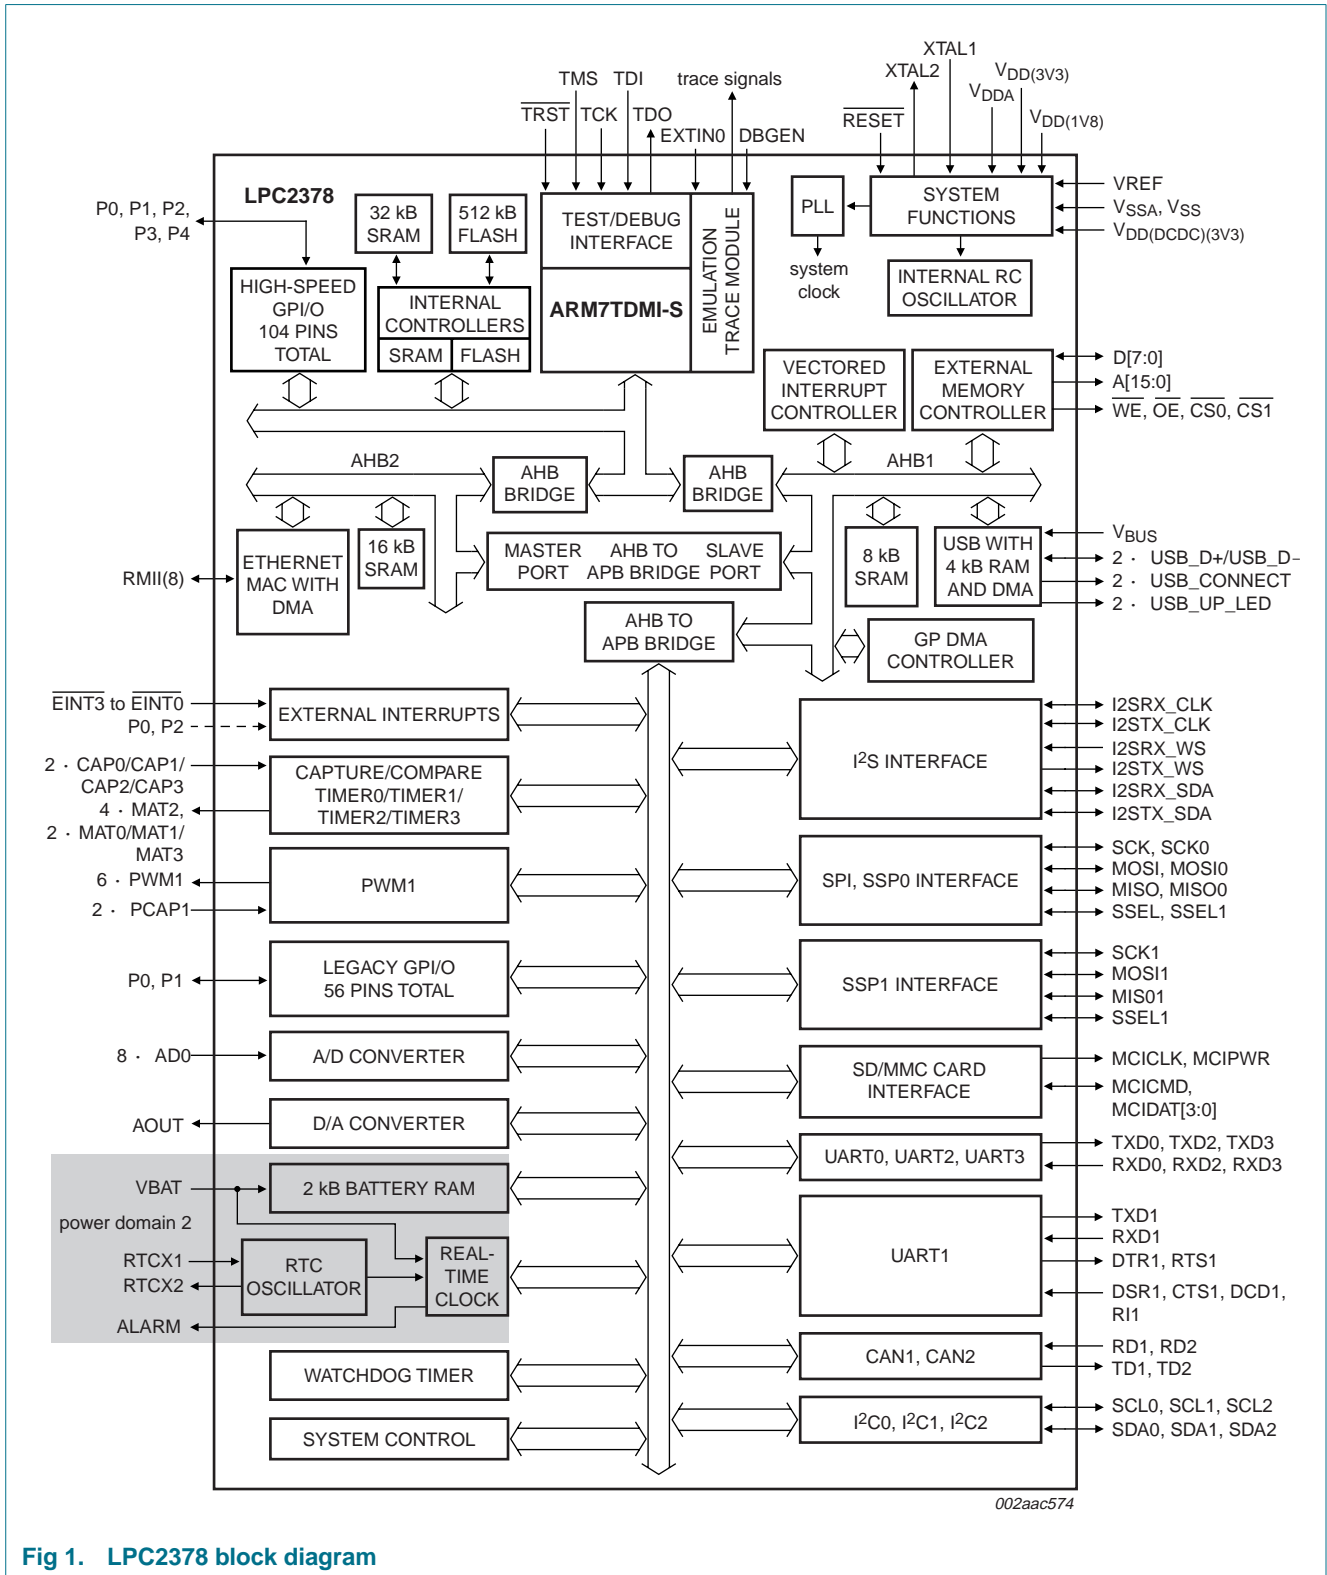 XTAL1
XTAL2
VDD(3V3)
TMS TDI trace signals
VDDA
TRST TCK TDO
RESET
VDD(1V8)
EXTIN0 DBGEN
LPC2378
P0, P1, P2,
P3, P4
32 kB
SRAM
512 kB
FLASH
TEST/DEBUG
INTERFACE
EMULATION
TRACE MODULE
PLL
SYSTEM
FUNCTIONS
VREF
VSSA, VSS
VDD(DCDC)(3V3)
system
clock
INTERNAL RC
OSCILLATOR
HIGH-SPEED
GPI/O
104 PINS
TOTAL
INTERNAL
CONTROLLERS
SRAM FLASH
ARM7TDMI-S
VECTORED
INTERRUPT
CONTROLLER
EXTERNAL
MEMORY
CONTROLLER
D[7:0]
A[15:0]
WE, OE, CS0, CS1
AHB2
AHB
BRIDGE
AHB
BRIDGE
AHB1
ETHERNET
MAC WITH
DMA
RMII(8)
16 kB
SRAM
MASTER
PORT
AHB TO
APB BRIDGE
SLAVE
PORT
8 kB
SRAM
USB WITH
4 kB RAM
AND DMA
VBUS
2 · USB_D+/USB_D−
2 · USB_CONNECT
2 · USB_UP_LED
AHB TO
APB BRIDGE
GP DMA
CONTROLLER
EINT3 to EINT0
P0, P2
EXTERNAL INTERRUPTS
2 · CAP0/CAP1/
CAP2/CAP3
4 · MAT2,
2 · MAT0/MAT1/
MAT3
CAPTURE/COMPARE
TIMER0/TIMER1/
TIMER2/TIMER3
6 · PWM1
2 · PCAP1
PWM1
P0, P1
LEGACY GPI/O
56 PINS TOTAL
8 · AD0
A/D CONVERTER
AOUT
D/A CONVERTER
VBAT
2 kB BATTERY RAM
power domain 2
RTCX1
RTCX2
RTC
OSCILLATOR
REAL-
TIME
CLOCK
ALARM
WATCHDOG TIMER
SYSTEM CONTROL
I2S INTERFACE
I2SRX_CLK
I2STX_CLK
I2SRX_WS
I2STX_WS
I2SRX_SDA
I2STX_SDA
SPI, SSP0 INTERFACE
SCK, SCK0
MOSI, MOSI0
MISO, MISO0
SSEL, SSEL1
SSP1 INTERFACE
SCK1
MOSI1
MIS01
SSEL1
SD/MMC CARD
INTERFACE
MCICLK, MCIPWR
MCICMD,
MCIDAT[3:0]
UART0, UART2, UART3
TXD0, TXD2, TXD3
RXD0, RXD2, RXD3
UART1
TXD1
RXD1
DTR1, RTS1
DSR1, CTS1, DCD1,
RI1
CAN1, CAN2
RD1, RD2
TD1, TD2
I2C0, I2C1, I2C2
SCL0, SCL1, SCL2
SDA0, SDA1, SDA2
002aac574
Fig 1. LPC2378 block diagram